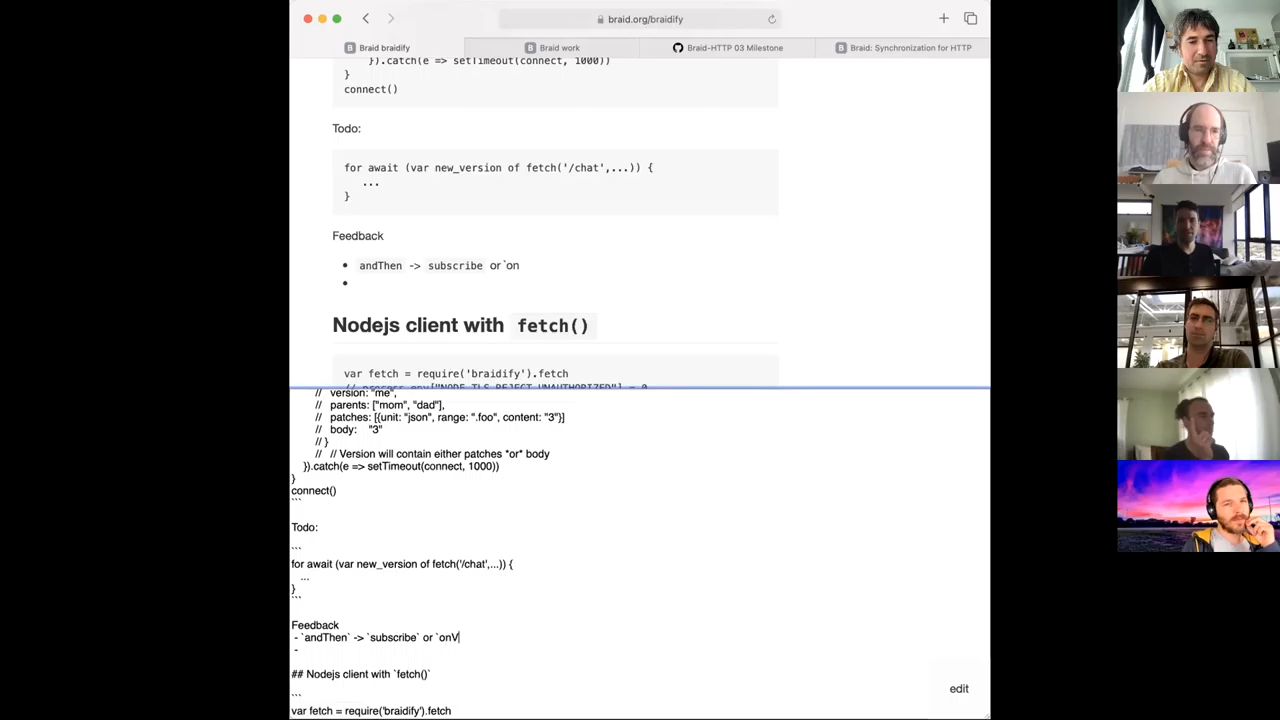 braid.org/braidify
Braid braidify
Braid work
Braid-HTTP 03 Milestone
Braid: Synchronization for HTTP
}).catch(e => setTimeout(connect, 1000))
}
connect()
Todo:
for await (var new_version of fetch('/chat',...)) {
...
}
Feedback
• andThen -> subscribe or `on
•
Nodejs client with fetch()
var fetch = require('braidify').fetch
// process.env["NODE_TLS_REJECT_UNAUTHORIZED"] = 0
// version: "me",
// parents: ["mom", "dad"],
// patches: [{unit: "json", range: ".foo", content: "3"}]
// body: "3"
// }
// // Version will contain either patches *or* body
}).catch(e => setTimeout(connect, 1000))
}
connect()
```
Todo:
```
for await (var new_version of fetch('/chat',...)) {
...
}
```
Feedback
- `andThen` -> `subscribe` or `onV
-
## Nodejs client with `fetch()`
```
var fetch = require('braidify').fetch
edit